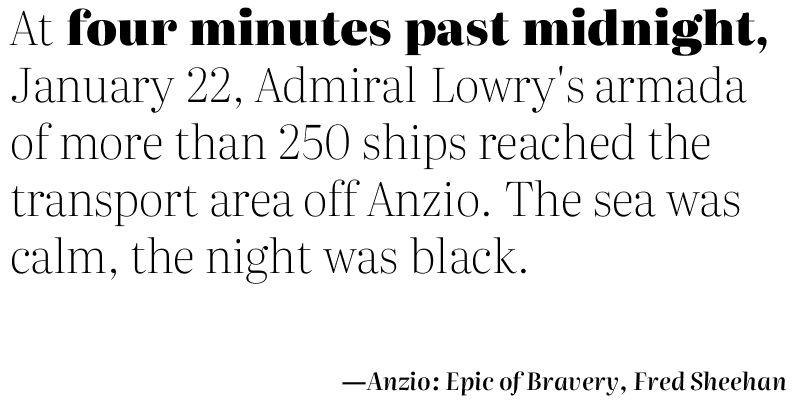 At four minutes past midnight,
January 22, Admiral Lowry's armada
of more than 250 ships reached the
transport area off Anzio. The sea was
calm, the night was black.
—Anzio: Epic of Bravery, Fred Sheehan